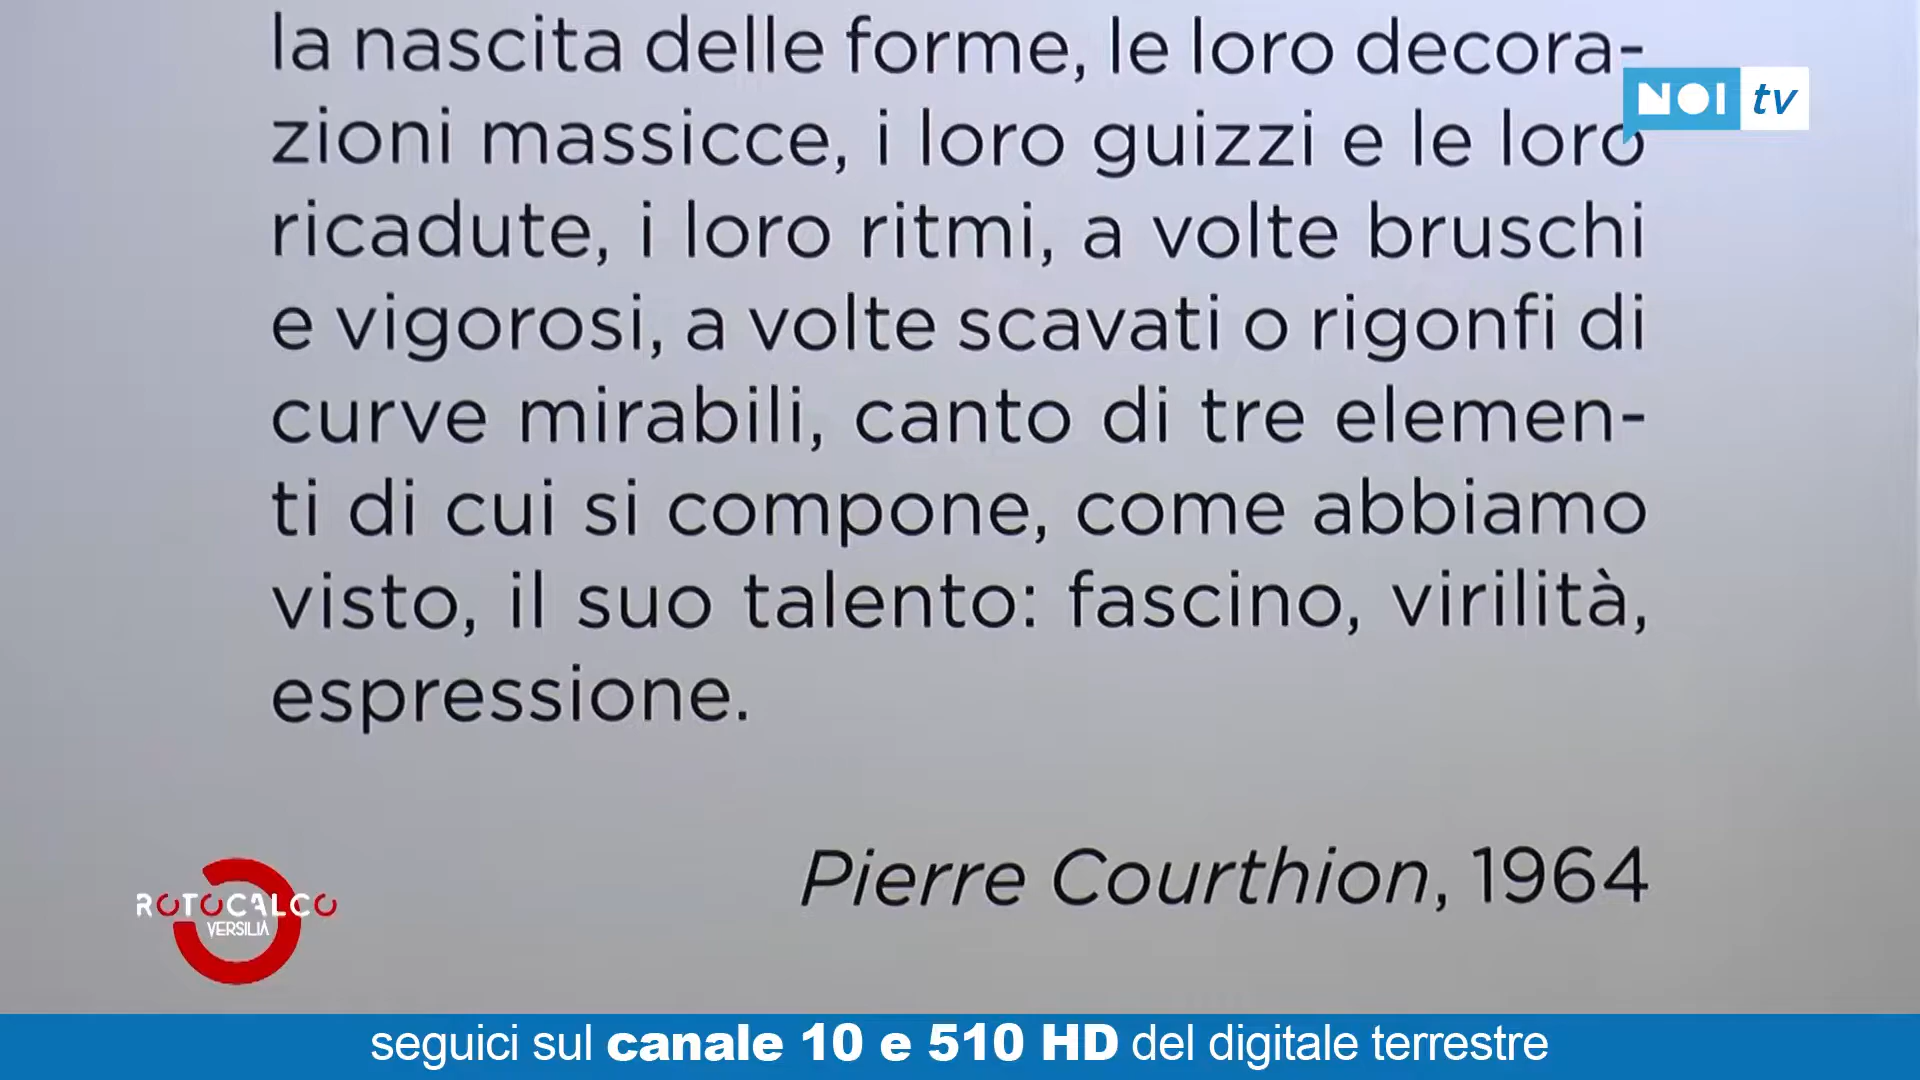 la nascita delle forme, le loro decora-
NOI tv
zioni massicce, i loro guizzi e le loro
ricadute, i loro ritmi, a volte bruschi
e vigorosi, a volte scavati o rigonfi di
curve mirabili, canto di tre elemen-
ti di cui si compone, come abbiamo
visto, il suo talento: fascino, virilità,
espressione.
Pierre Courthion, 1964
ROTOCALCO
VERSILIA
seguici sul canale 10 e 510 HD del digitale terrestre